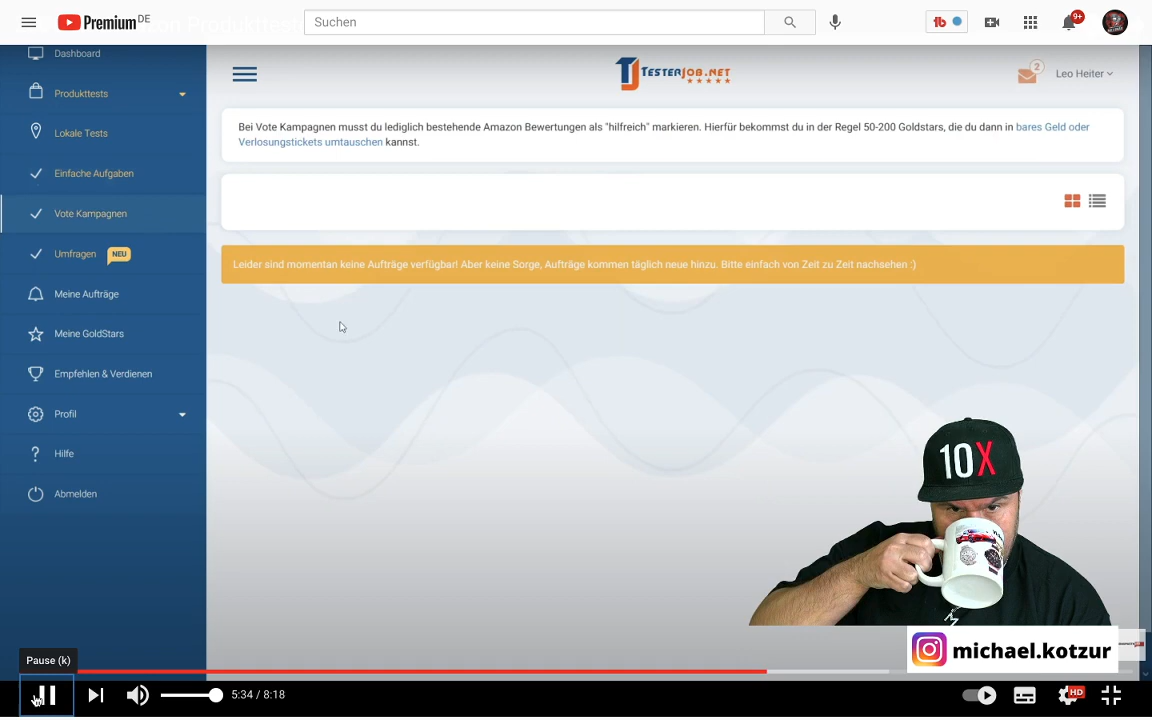 Premium DE
Suchen
9+
Dashboard
Produkttests
Lokale Tests
Einfache Aufgaben
Vote Kampagnen
Umfragen NEU
Meine Aufträge
Meine GoldStars
Empfehlen & Verdienen
Profil
Hilfe
Abmelden
TESTERJOB.NET
2
Leo Heiter
Bei Vote Kampagnen musst du lediglich bestehende Amazon Bewertungen als "hilfreich" markieren. Hierfür bekommst du in der Regel 50-200 Goldstars, die du dann in bares Geld oder
Verlosungstickets umtauschen kannst.
Leider sind momentan keine Aufträge verfügbar! Aber keine Sorge, Aufträge kommen täglich neue hinzu. Bitte einfach von Zeit zu Zeit nachsehen :)
10X
michael.kotzur
Pause (k)
5:34 / 8:18
HD